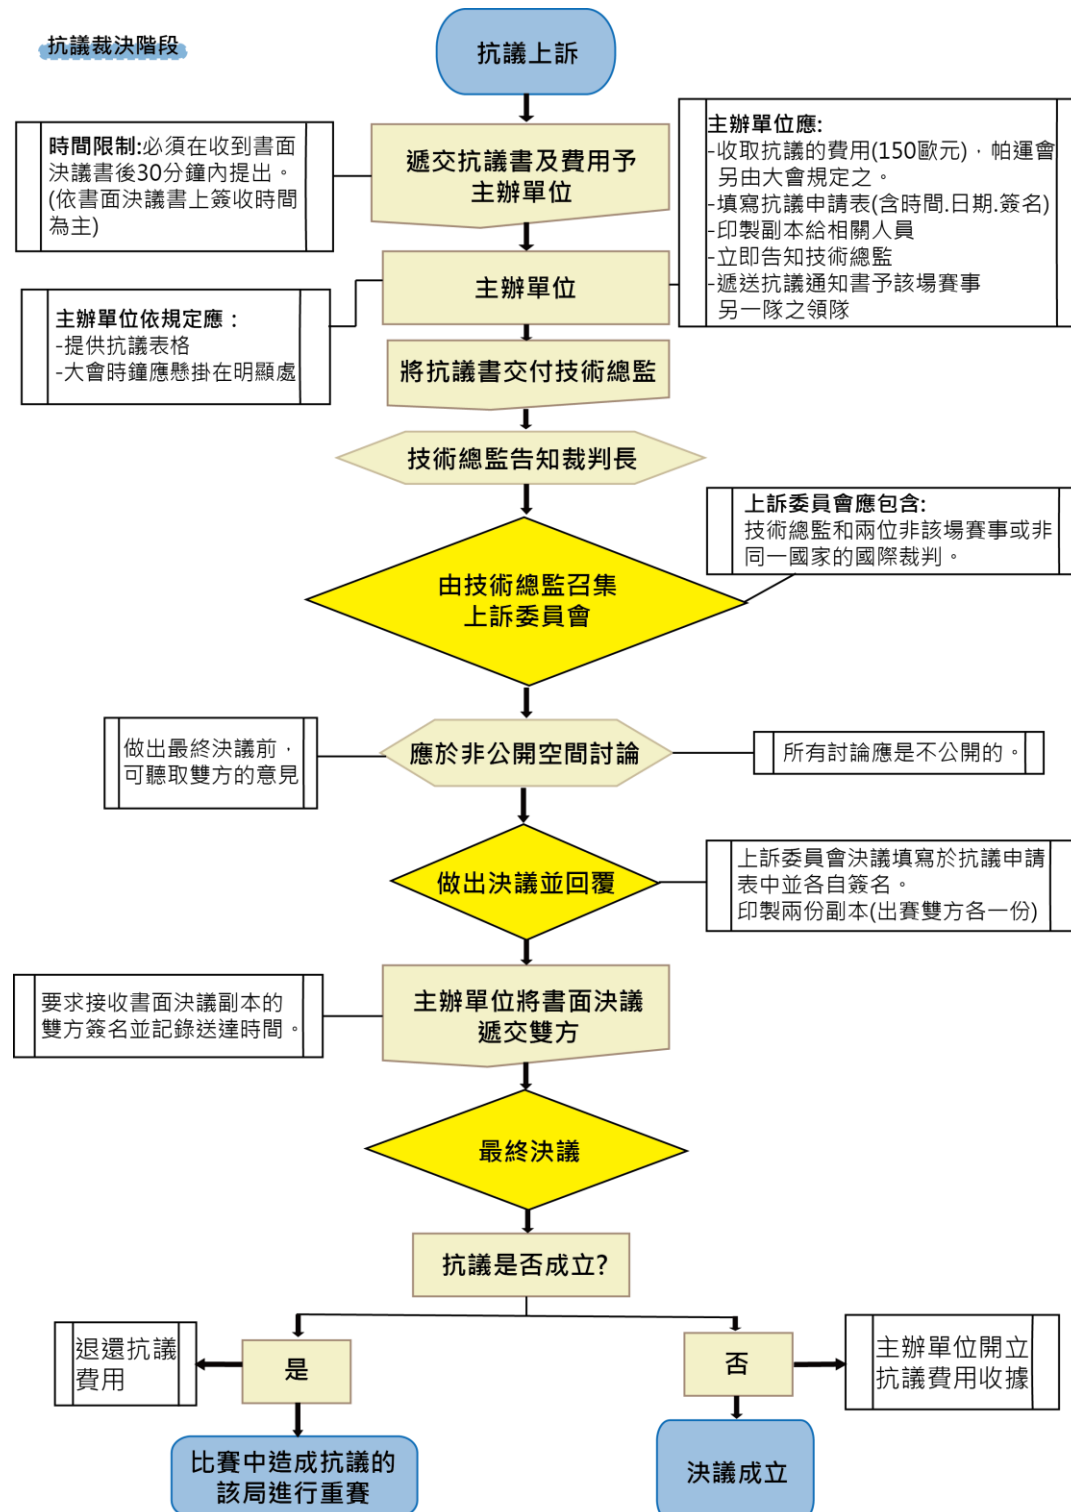 抗議裁決階段
抗議上訴
時間限制:必須在收到書面
決議書後30分鐘內提出。
(依書面決議書上簽收時間
為主)
遞交抗議書及費用予
主辦單位
主辦單位應:
-收取抗議的費用(150歐元)，帕運會
另由大會規定之。
-填寫抗議申請表(含時間.日期.簽名)
-印製副本給相關人員
-立即告知技術總監
-遞送抗議通知書予該場賽事
另一隊之領隊
主辦單位
主辦單位依規定應：
-提供抗議表格
-大會時鐘應懸掛在明顯處
將抗議書交付技術總監
技術總監告知裁判長
上訴委員會應包含:
技術總監和兩位非該場賽事或非
同一國家的國際裁判。
由技術總監召集
上訴委員會
做出最終決議前，
可聽取雙方的意見
應於非公開空間討論
所有討論應是不公開的。
做出決議並回覆
上訴委員會決議填寫於抗議申請
表中並各自簽名。
印製兩份副本(出賽雙方各一份)
要求接收書面決議副本的
雙方簽名並記錄送達時間。
主辦單位將書面決議
遞交雙方
最終決議
抗議是否成立?
退還抗議
費用
是
否
主辦單位開立
抗議費用收據
比賽中造成抗議的
該局進行重賽
決議成立